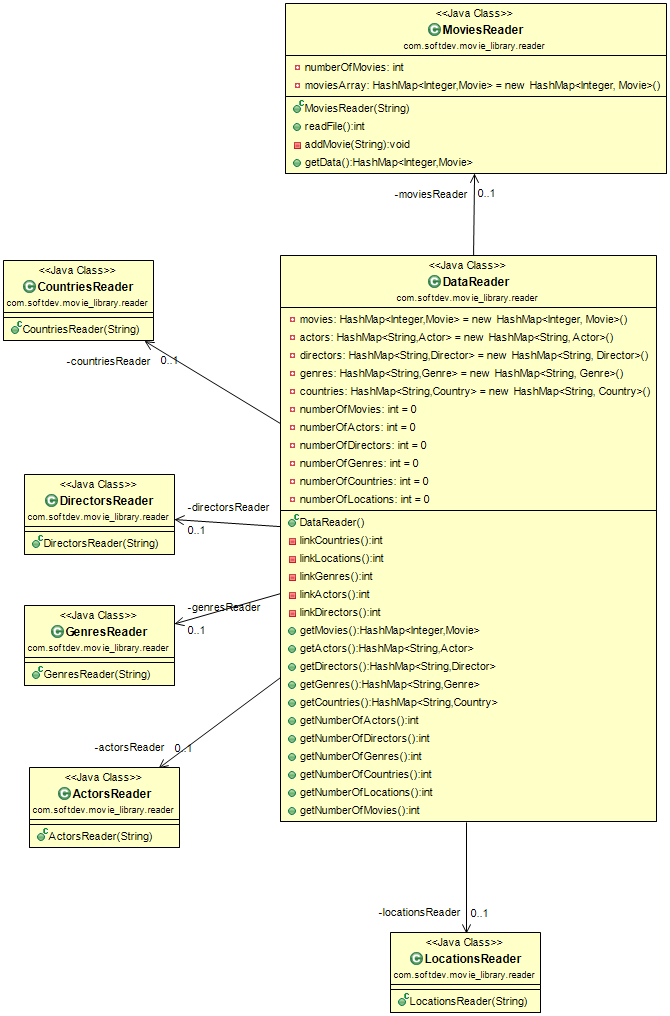 <<Java Class>>
MoviesReader
com.softdev.movie_library.reader
numberOfMovies: int
moviesArray: HashMap<Integer,Movie> = new HashMap<Integer, Movie>()
MoviesReader(String)
readFile():int
addMovie(String):void
getData():HashMap<Integer,Movie>
-moviesReader 0..1
<<Java Class>>
DataReader
com.softdev.movie_library.reader
movies: HashMap<Integer,Movie> = new HashMap<Integer, Movie>()
actors: HashMap<String,Actor> = new HashMap<String, Actor>()
directors: HashMap<String,Director> = new HashMap<String, Director>()
genres: HashMap<String,Genre> = new HashMap<String, Genre>()
countries: HashMap<String,Country> = new HashMap<String, Country>()
numberOfMovies: int = 0
numberOfActors: int = 0
numberOfDirectors: int = 0
numberOfGenres: int = 0
numberOfCountries: int = 0
numberOfLocations: int = 0
DataReader()
linkCountries():int
linkLocations():int
linkGenres():int
linkActors():int
linkDirectors():int
getMovies():HashMap<Integer,Movie>
getActors():HashMap<String,Actor>
getDirectors():HashMap<String,Director>
getGenres():HashMap<String,Genre>
getCountries():HashMap<String,Country>
getNumberOfActors():int
getNumberOfDirectors():int
getNumberOfGenres():int
getNumberOfCountries():int
getNumberOfLocations():int
getNumberOfMovies():int
<<Java Class>>
CountriesReader
com.softdev.movie_library.reader
CountriesReader(String)
-countriesReader 0..1
<<Java Class>>
DirectorsReader
com.softdev.movie_library.reader
DirectorsReader(String)
-directorsReader
0..1
<<Java Class>>
GenresReader
com.softdev.movie_library.reader
GenresReader(String)
-genresReader
0..1
-actorsReader 0..1
<<Java Class>>
ActorsReader
com.softdev.movie_library.reader
ActorsReader(String)
-locationsReader 0..1
<<Java Class>>
LocationsReader
com.softdev.movie_library.reader
LocationsReader(String)